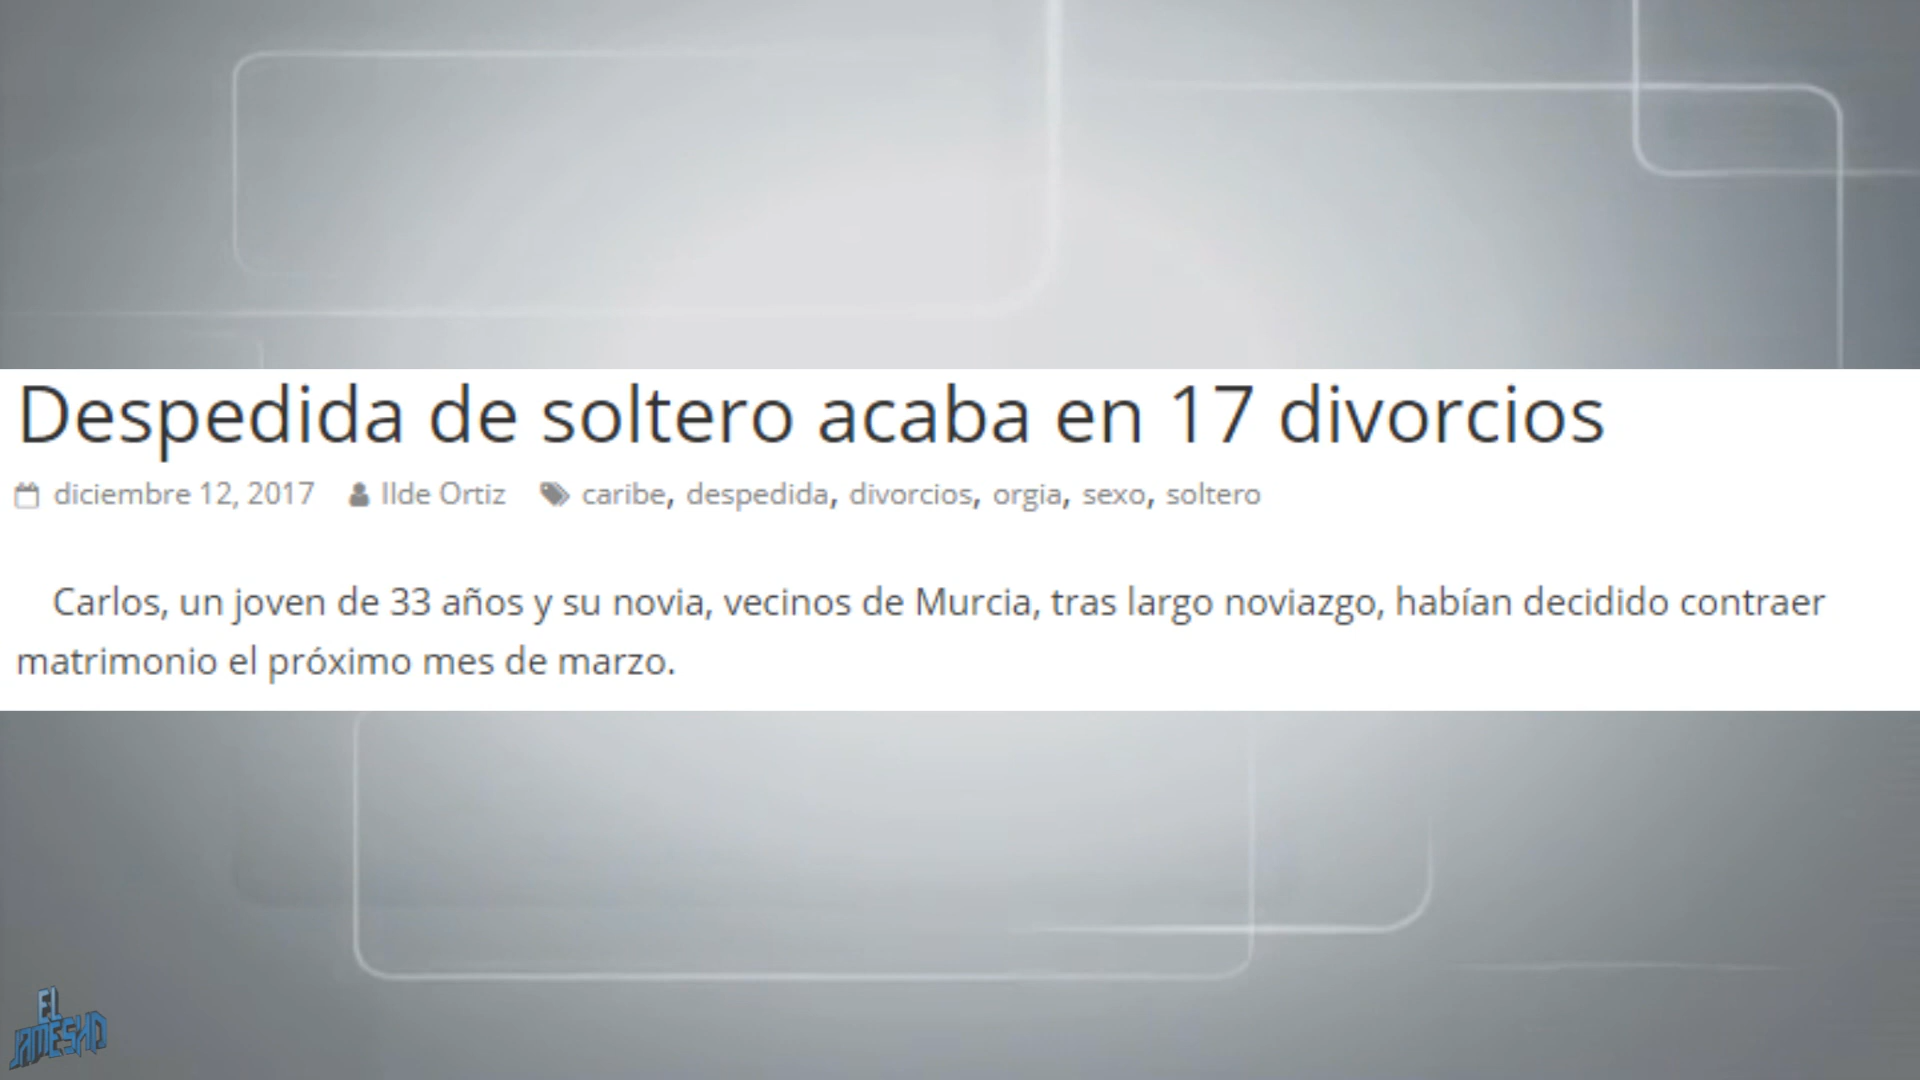 Despedida de soltero acaba en 17 divorcios
diciembre 12, 2017 Ilde Ortiz caribe, despedida, divorcios, orgia, sexo, soltero
Carlos, un joven de 33 años y su novia, vecinos de Murcia, tras largo noviazgo, habían decidido contraer
matrimonio el próximo mes de marzo.
EL
JAMESHD